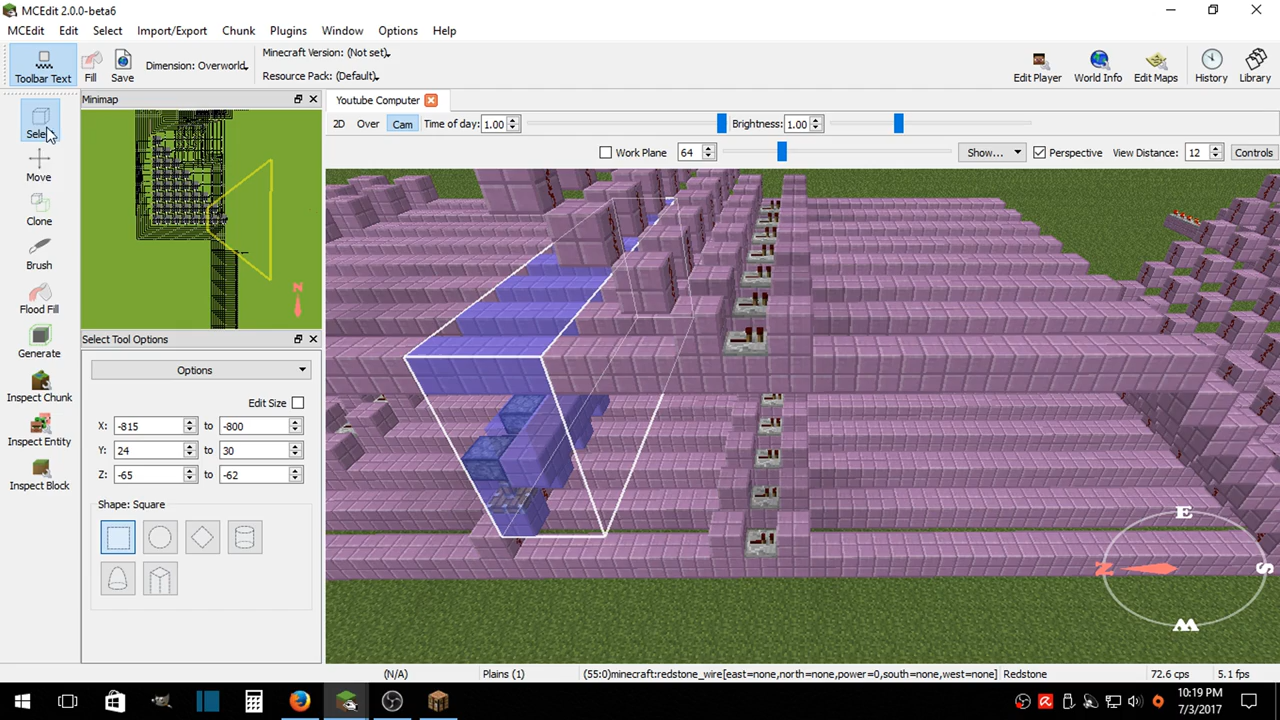 MCEdit 2.0.0-beta6
MCEdit Edit Select Import/Export Chunk Plugins Window Options Help
Toolbar Text Fill Save Dimension: Overworld Minecraft Version: (Not set) Resource Pack: (Default) Edit Player World Info Edit Maps History Library
Minimap
Youtube Computer
2D Over Cam Time of day: 1.00 Brightness: 1.00
Work Plane 64 Show... Perspective View Distance: 12 Controls
Select
Move
Clone
Brush
Flood Fill
Generate
Inspect Chunk
Inspect Entity
Inspect Block
N
Select Tool Options
Options
Edit Size
X: -815 to -800
Y: 24 to 30
Z: -65 to -62
Shape: Square
E
N S
W
(N/A) Plains (1) (55:0)minecraft:redstone_wire[east=none,north=none,power=0,south=none,west=none] Redstone 72.6 cps 5.1 fps
10:19 PM
7/3/2017